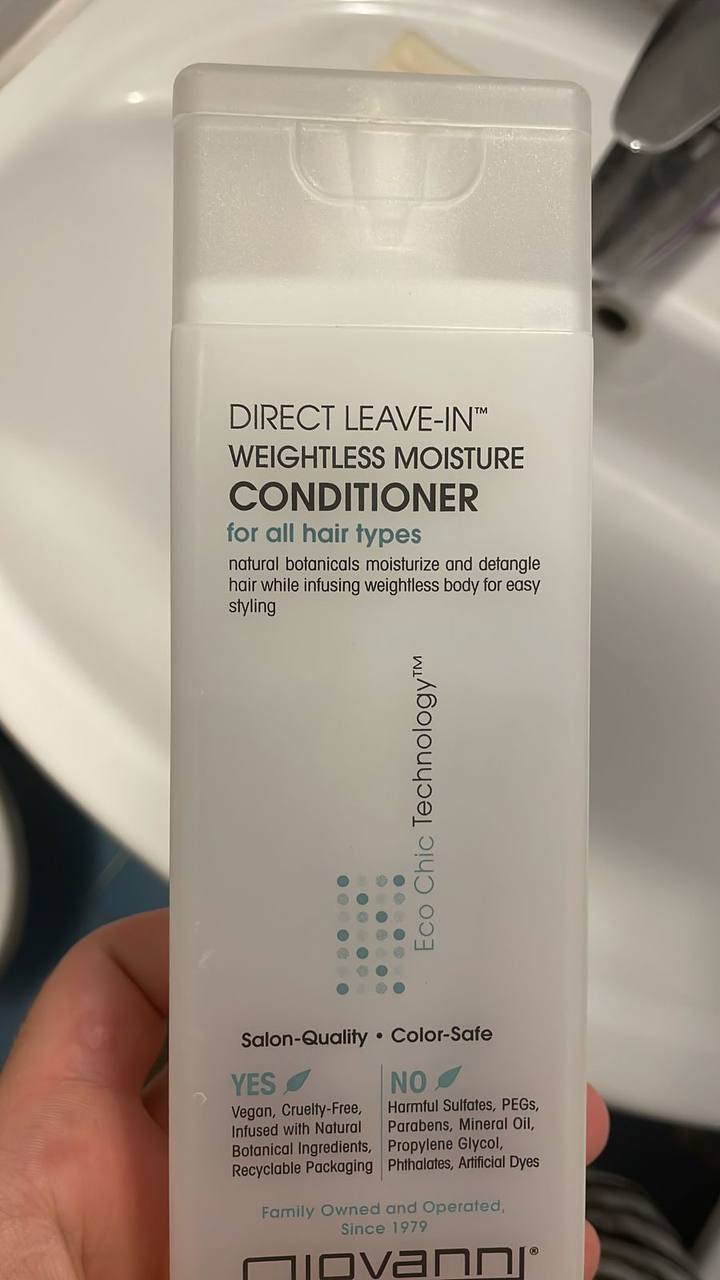 DIRECT LEAVE-IN™
WEIGHTLESS MOISTURE
CONDITIONER
for all hair types
natural botanicals moisturize and detangle
hair while infusing weightless body for easy
styling
Eco Chic Technology™
Salon-Quality • Color-Safe
YES
Vegan, Cruelty-Free,
Infused with Natural
Botanical Ingredients,
Recyclable Packaging
NO
Harmful Sulfates, PEGs,
Parabens, Mineral Oil,
Propylene Glycol,
Phthalates, Artificial Dyes
Family Owned and Operated,
Since 1979
giovanni®